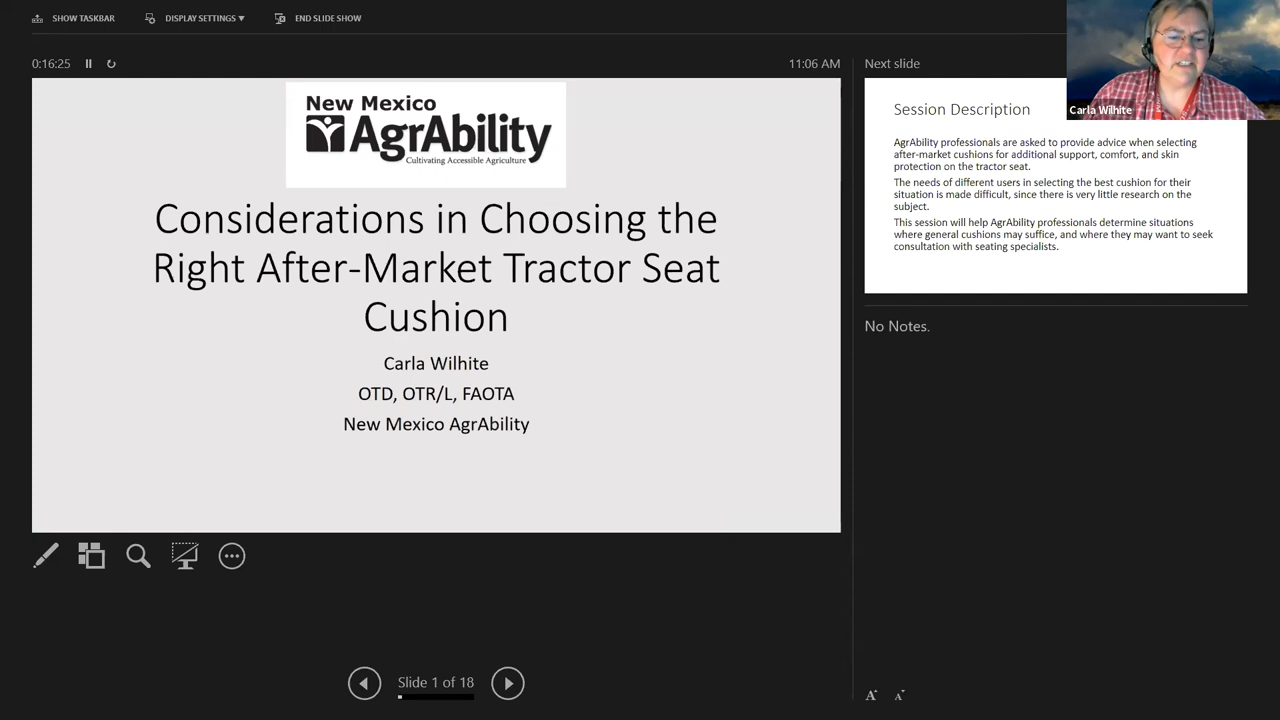 SHOW TASKBAR
DISPLAY SETTINGS ▼
END SLIDE SHOW
0:16:25
11:06 AM
New Mexico
AgrAbility
Cultivating Accessible Agriculture
Considerations in Choosing the
Right After-Market Tractor Seat
Cushion
Carla Wilhite
OTD, OTR/L, FAOTA
New Mexico AgrAbility
Slide 1 of 18
Next slide
Carla Wilhite
Session Description
AgrAbility professionals are asked to provide advice when selecting
after-market cushions for additional support, comfort, and skin
protection on the tractor seat.
The needs of different users in selecting the best cushion for their
situation is made difficult, since there is very little research on the
subject.
This session will help AgrAbility professionals determine situations
where general cushions may suffice, and where they may want to seek
consultation with seating specialists.
No Notes.
A A